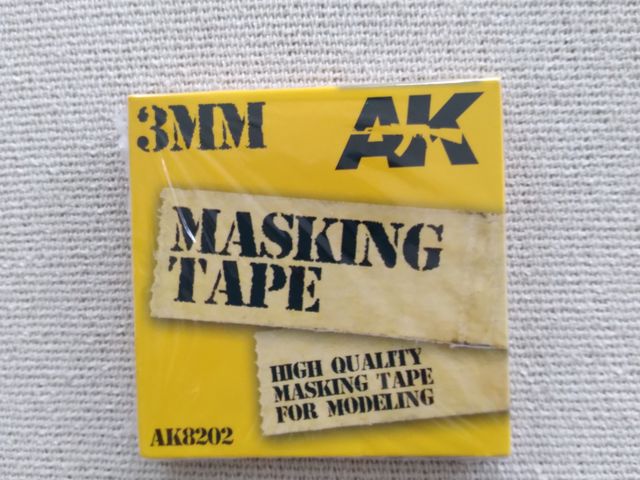 3MM AK
MASKING
TAPE
HIGH QUALITY
MASKING TAPE
FOR MODELING
AK8202